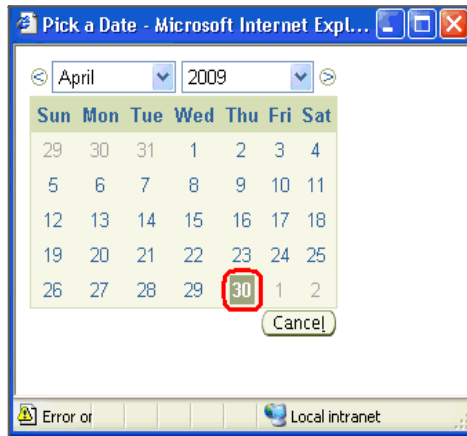 Pick a Date - Microsoft Internet Expl...
April 2009
Sun Mon Tue Wed Thu Fri Sat
29 30 31 1 2 3 4
5 6 7 8 9 10 11
12 13 14 15 16 17 18
19 20 21 22 23 24 25
26 27 28 29 30 1 2
Cancel
Error or Local intranet